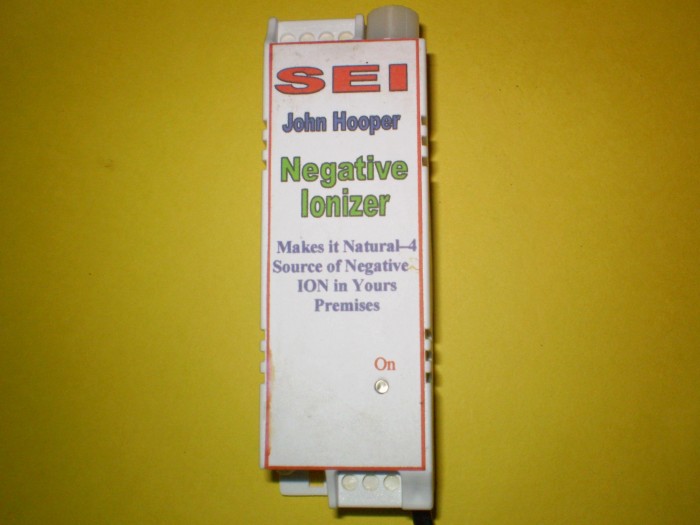 SEI
John Hooper
Negative
Ionizer
Makes it Natural–4
Source of Negative
ION in Yours
Premises
On